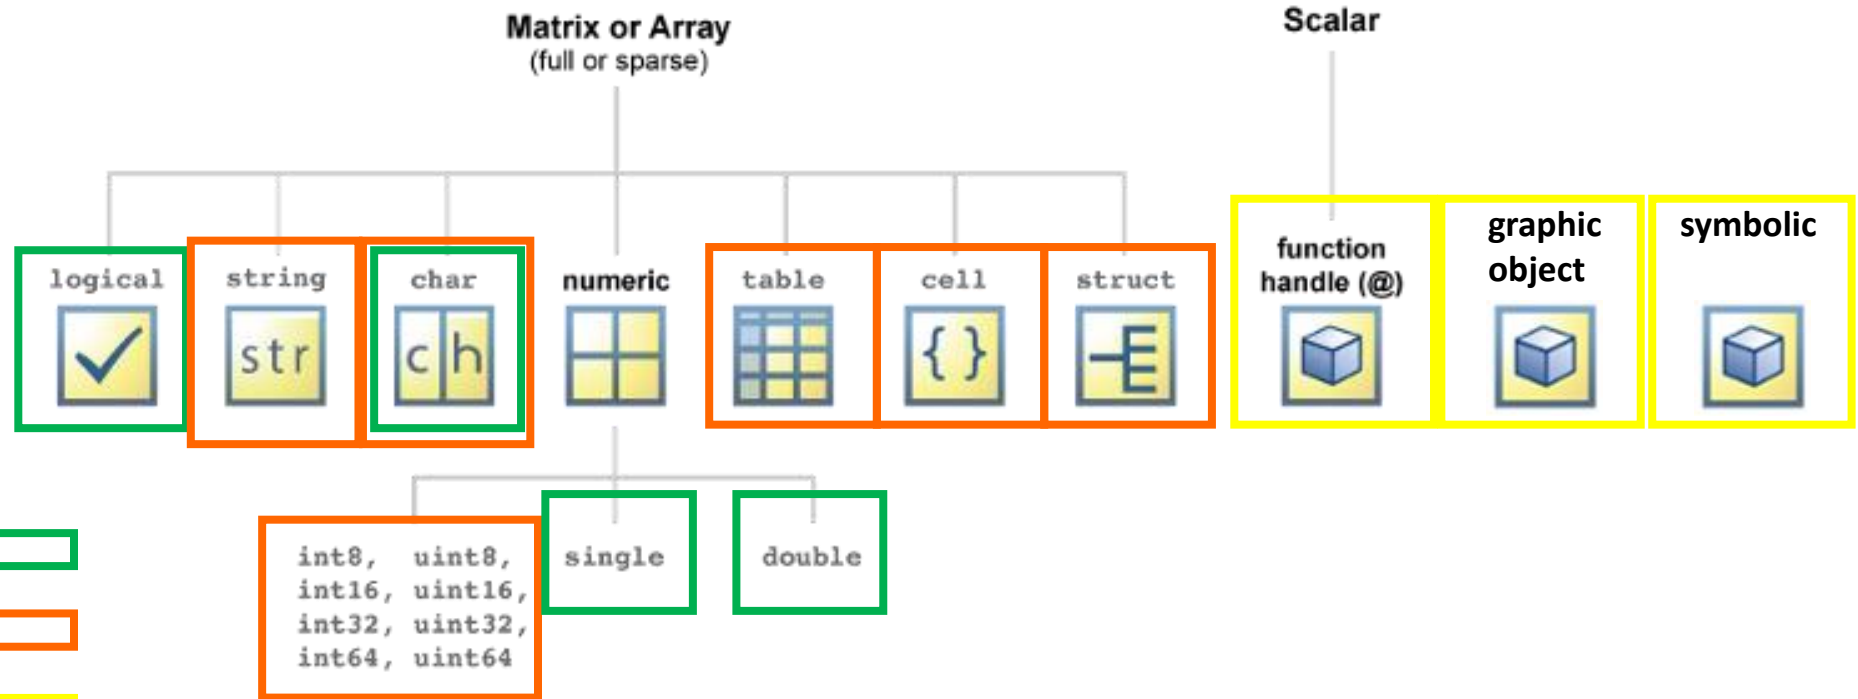 Matrix or Array
(full or sparse)
Scalar
logical
string
char
numeric
table
cell
struct
function
handle (@)
graphic
object
symbolic
str
c h
{ }
int8, uint8,
int16, uint16,
int32, uint32,
int64, uint64
single
double